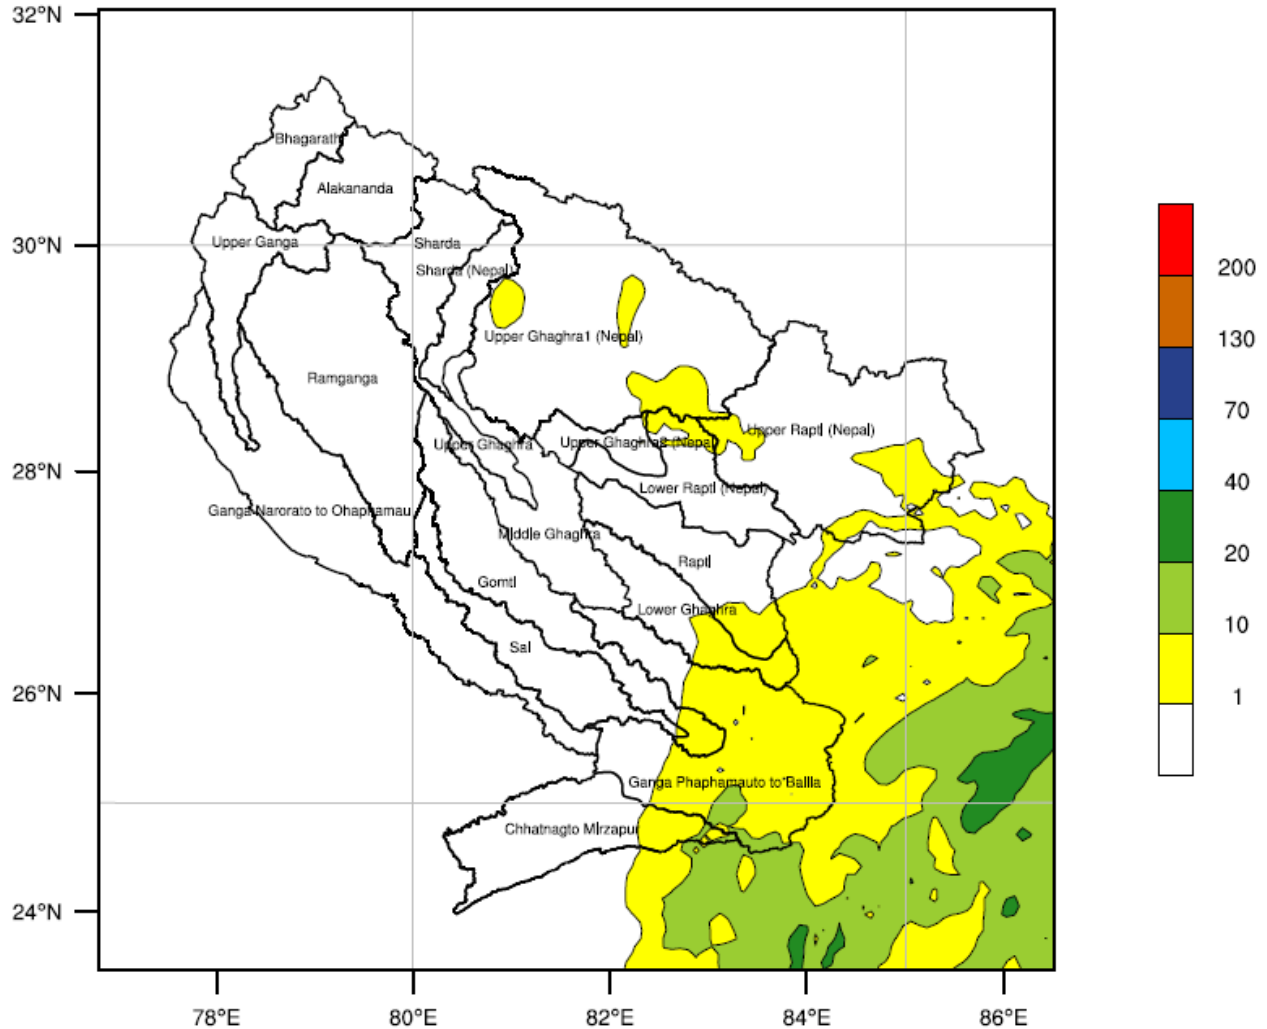 32°N
Bhagarath
Alakananda
Upper Ganga
Sharda
30°N
Sharda (Nepal)
Upper Ghaghra1 (Nepal)
Ramganga
Upper Rapti (Nepal)
Upper Ghaghra
Upper Ghaghra2 (Nepal)
28°N
Lower Rapti (Nepal)
Ganga Narorato to Ohaphamau
Middle Ghaghra
Rapti
Gomti
Lower Ghaghra
Sai
26°N
Ganga Phaphamauto to Ballia
Chhatnagto Mirzapur
24°N
78°E 80°E 82°E 84°E 86°E
200
130
70
40
20
10
1